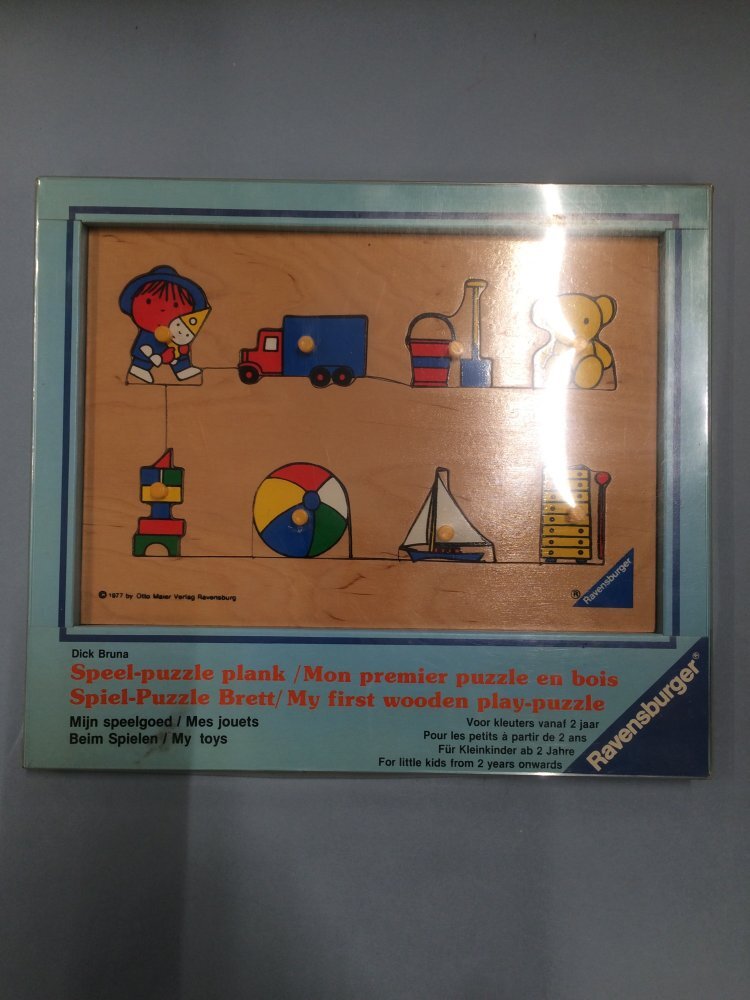 © 1977 by Otto Maier Verlag Ravensburg
® Ravensburger
Dick Bruna
Speel-puzzle plank / Mon premier puzzle en bois
Spiel-Puzzle Brett / My first wooden play-puzzle
Mijn speelgoed / Mes jouets
Beim Spielen / My toys
Voor kleuters vanaf 2 jaar
Pour les petits à partir de 2 ans
Für Kleinkinder ab 2 Jahre
For little kids from 2 years onwards
Ravensburger®